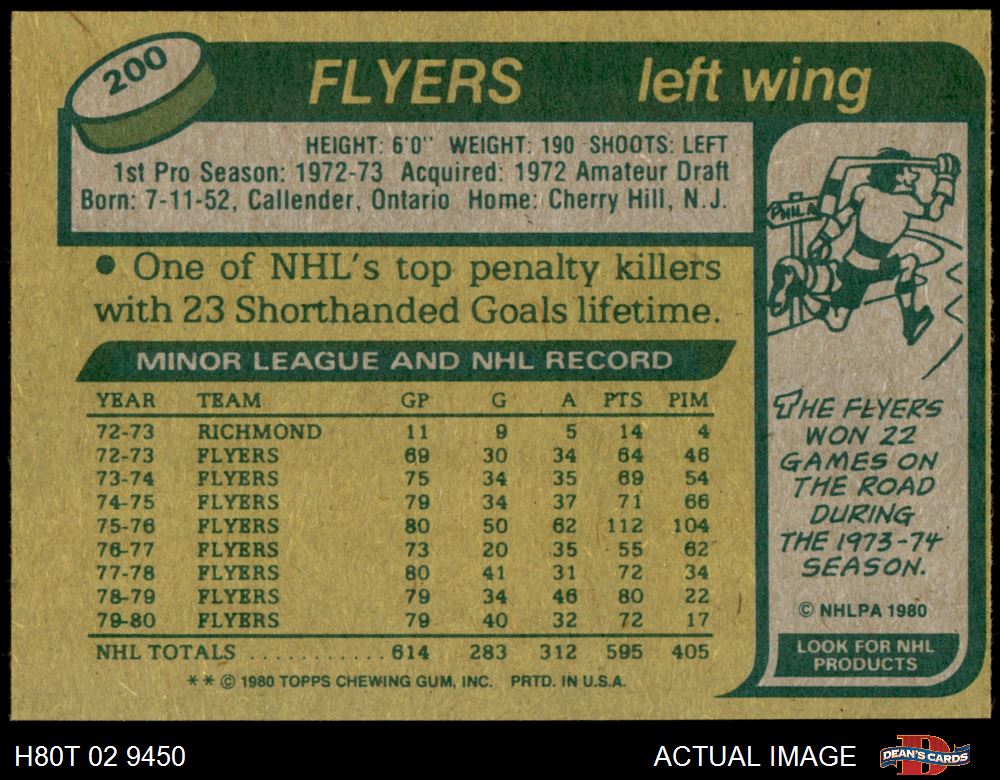 200
FLYERS left wing
HEIGHT: 6'0'' WEIGHT: 190 SHOOTS: LEFT
1st Pro Season: 1972-73 Acquired: 1972 Amateur Draft
Born: 7-11-52, Callender, Ontario Home: Cherry Hill, N.J.
• One of NHL's top penalty killers
with 23 Shorthanded Goals lifetime.
MINOR LEAGUE AND NHL RECORD
YEAR TEAM GP G A PTS PIM
72-73 RICHMOND 11 9 5 14 4
72-73 FLYERS 69 30 34 64 46
73-74 FLYERS 75 34 35 69 54
74-75 FLYERS 79 34 37 71 66
75-76 FLYERS 80 50 62 112 104
76-77 FLYERS 73 20 35 55 62
77-78 FLYERS 80 41 31 72 34
78-79 FLYERS 79 34 46 80 22
79-80 FLYERS 79 40 32 72 17
NHL TOTALS ............ 614 283 312 595 405
** © 1980 TOPPS CHEWING GUM, INC. PRTD. IN U.S.A.
PHILA
THE FLYERS
WON 22
GAMES ON
THE ROAD
DURING
THE 1973-74
SEASON.
© NHLPA 1980
LOOK FOR NHL
PRODUCTS
H80T 02 9450
ACTUAL IMAGE
DEAN'S CARDS